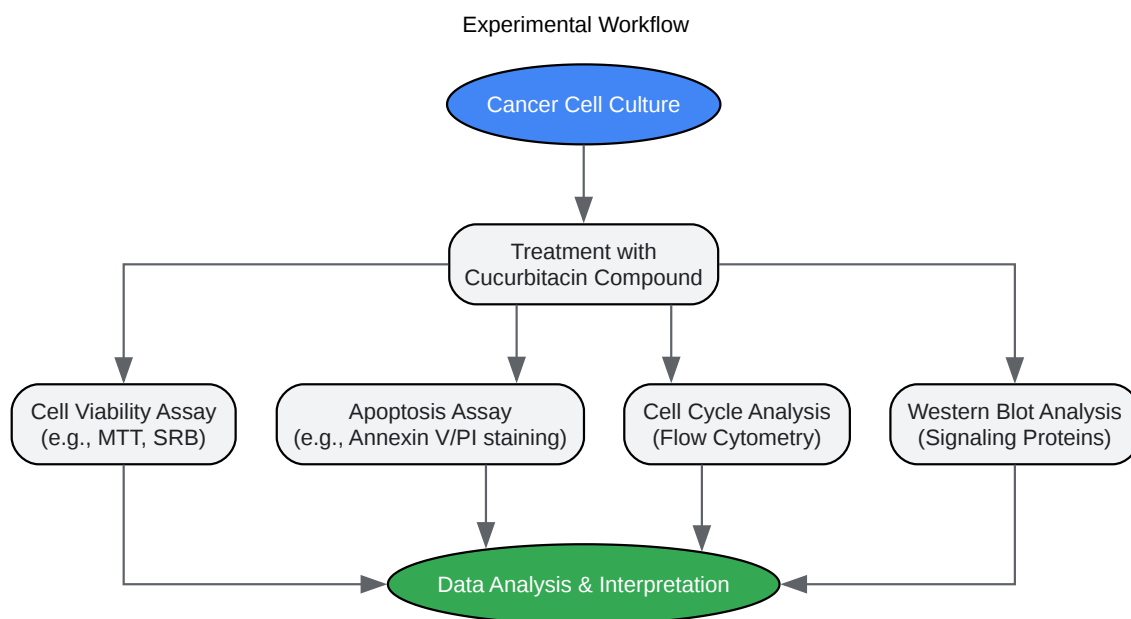 Experimental Workflow
Cancer Cell Culture
Treatment with
Cucurbitacin Compound
Cell Viability Assay
(e.g., MTT, SRB)
Apoptosis Assay
(e.g., Annexin V/PI staining)
Cell Cycle Analysis
(Flow Cytometry)
Western Blot Analysis
(Signaling Proteins)
Data Analysis & Interpretation